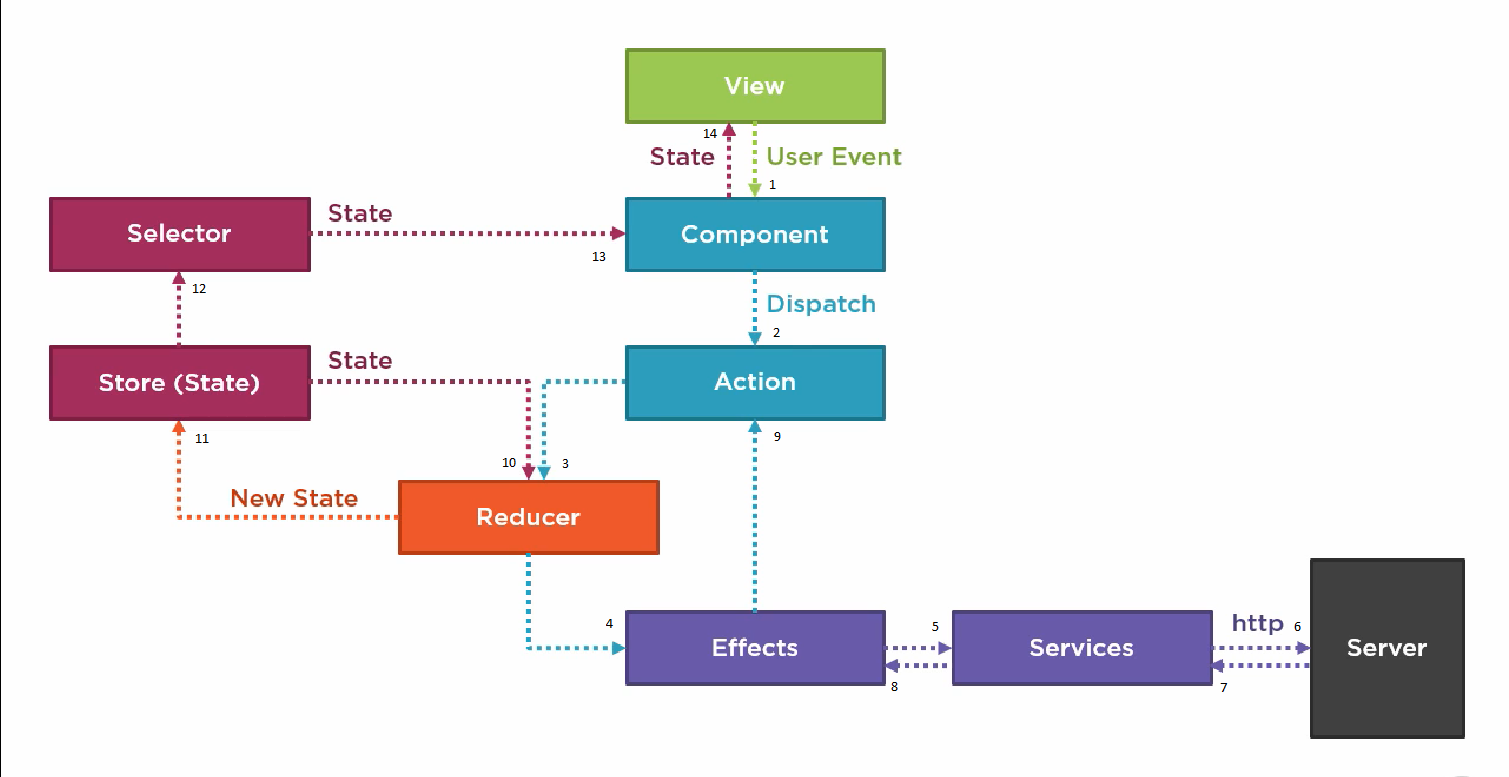 View
14
State
User Event
1
Selector
State
13
Component
12
Dispatch
2
Store (State)
State
Action
11
10
3
9
New State
Reducer
4
Effects
5
8
Services
http
6
7
Server